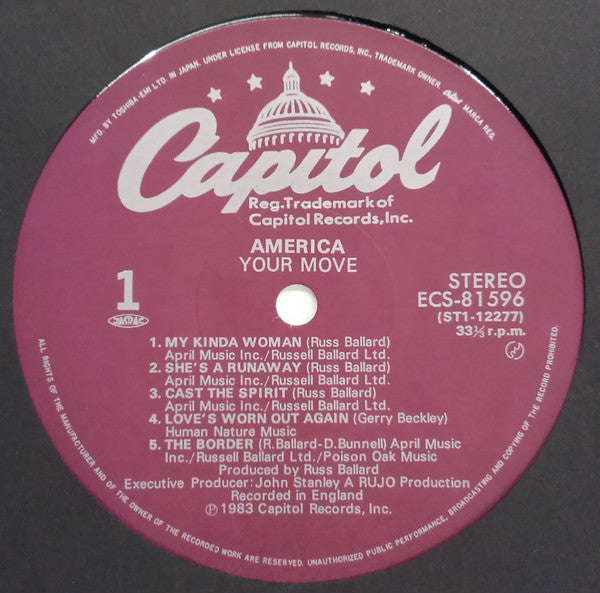 MFD. BY TOSHIBA-EMI LTD. IN JAPAN. UNDER LICENSE FROM CAPITOL RECORDS, INC., TRADEMARK OWNER. Capitol MARCA REG.
Capitol
Reg.Trademark of
Capitol Records,Inc.
AMERICA
YOUR MOVE
1
JASRAC
STEREO
ECS-81596
(ST1-12277)
33⅓ r.p.m.
1. MY KINDA WOMAN (Russ Ballard)
April Music Inc./Russell Ballard Ltd.
2. SHE'S A RUNAWAY (Russ Ballard)
April Music Inc./Russell Ballard Ltd.
3. CAST THE SPIRIT (Russ Ballard)
April Music Inc./Russell Ballard Ltd.
4. LOVE'S WORN OUT AGAIN (Gerry Beckley)
Human Nature Music
5. THE BORDER (R.Ballard-D.Bunnell) April Music
Inc./Russell Ballard Ltd./Poison Oak Music
Produced by Russ Ballard
Executive Producer: John Stanley A RUJO Production
Recorded in England
℗ 1983 Capitol Records, Inc.
ALL RIGHTS OF THE MANUFACTURER AND OF THE OWNER OF THE RECORDED WORK ARE RESERVED. UNAUTHORIZED PUBLIC PERFORMANCE, BROADCASTING AND COPYING OF THE RECORD PROHIBITED.